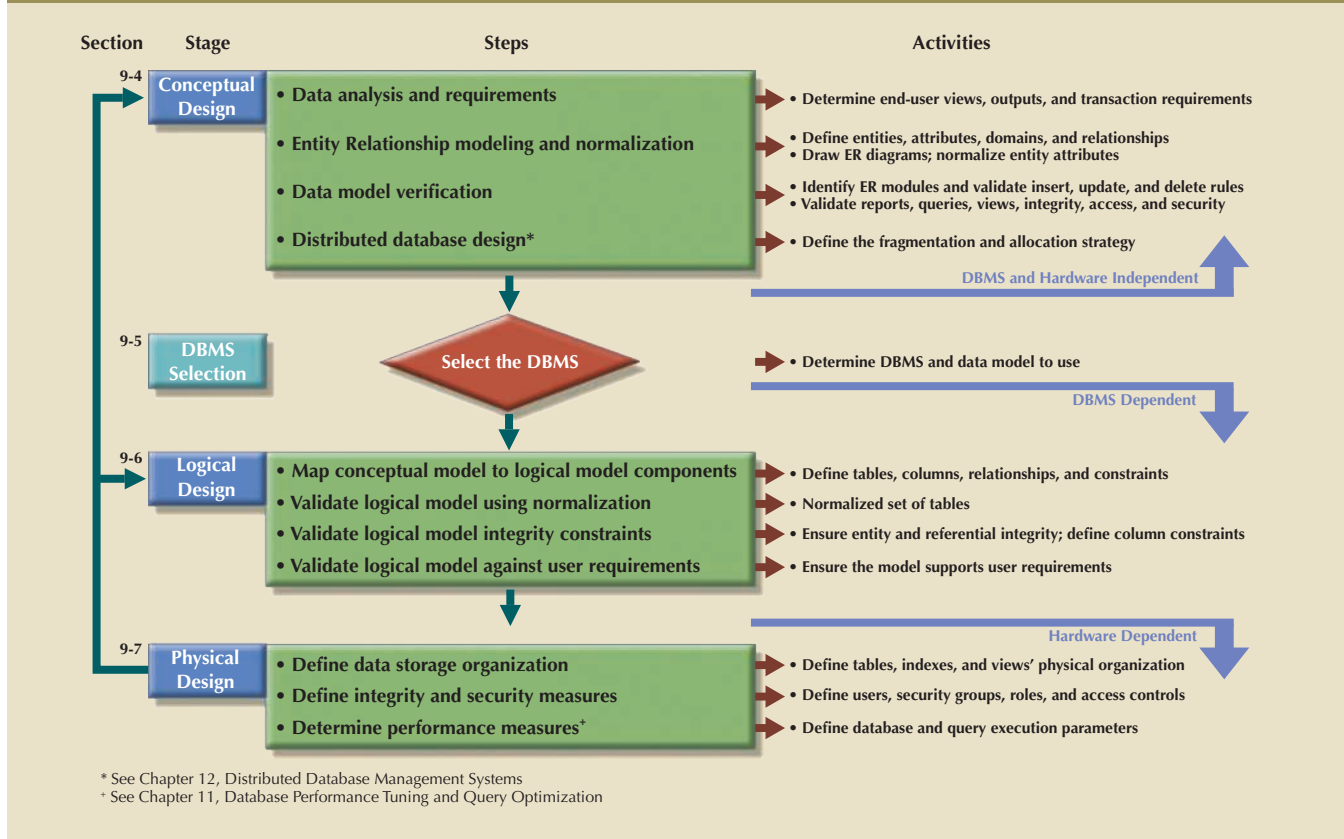 Section Stage Steps Activities
9-4
Conceptual
Design
• Data analysis and requirements
• Determine end-user views, outputs, and transaction requirements
• Entity Relationship modeling and normalization
• Define entities, attributes, domains, and relationships
• Draw ER diagrams; normalize entity attributes
• Data model verification
• Identify ER modules and validate insert, update, and delete rules
• Validate reports, queries, views, integrity, access, and security
• Distributed database design*
• Define the fragmentation and allocation strategy
DBMS and Hardware Independent
9-5
DBMS
Selection
Select the DBMS
• Determine DBMS and data model to use
DBMS Dependent
9-6
Logical
Design
• Map conceptual model to logical model components
• Define tables, columns, relationships, and constraints
• Validate logical model using normalization
• Normalized set of tables
• Validate logical model integrity constraints
• Ensure entity and referential integrity; define column constraints
• Validate logical model against user requirements
• Ensure the model supports user requirements
Hardware Dependent
9-7
Physical
Design
• Define data storage organization
• Define tables, indexes, and views’ physical organization
• Define integrity and security measures
• Define users, security groups, roles, and access controls
• Determine performance measures⁺
• Define database and query execution parameters
* See Chapter 12, Distributed Database Management Systems
⁺ See Chapter 11, Database Performance Tuning and Query Optimization